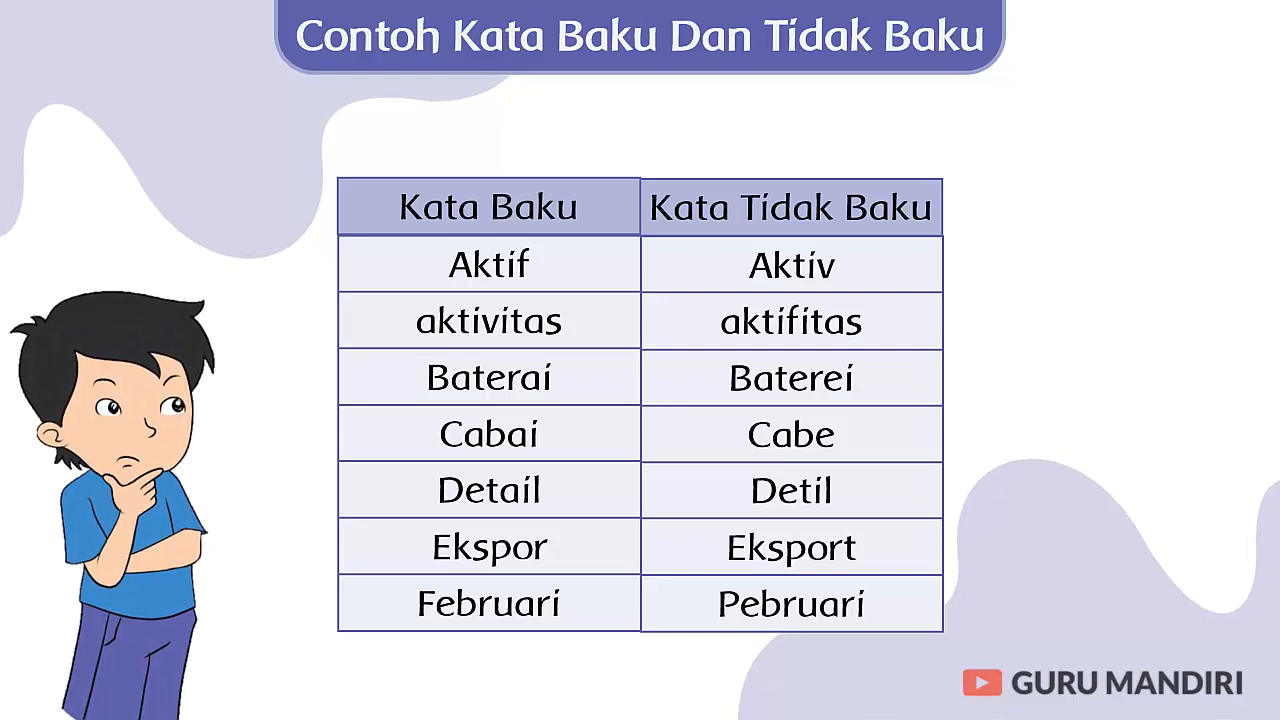 Contoh Kata Baku Dan Tidak Baku
Kata Baku Kata Tidak Baku
Aktif Aktiv
aktivitas aktifitas
Baterai Baterei
Cabai Cabe
Detail Detil
Ekspor Eksport
Februari Pebruari
GURU MANDIRI